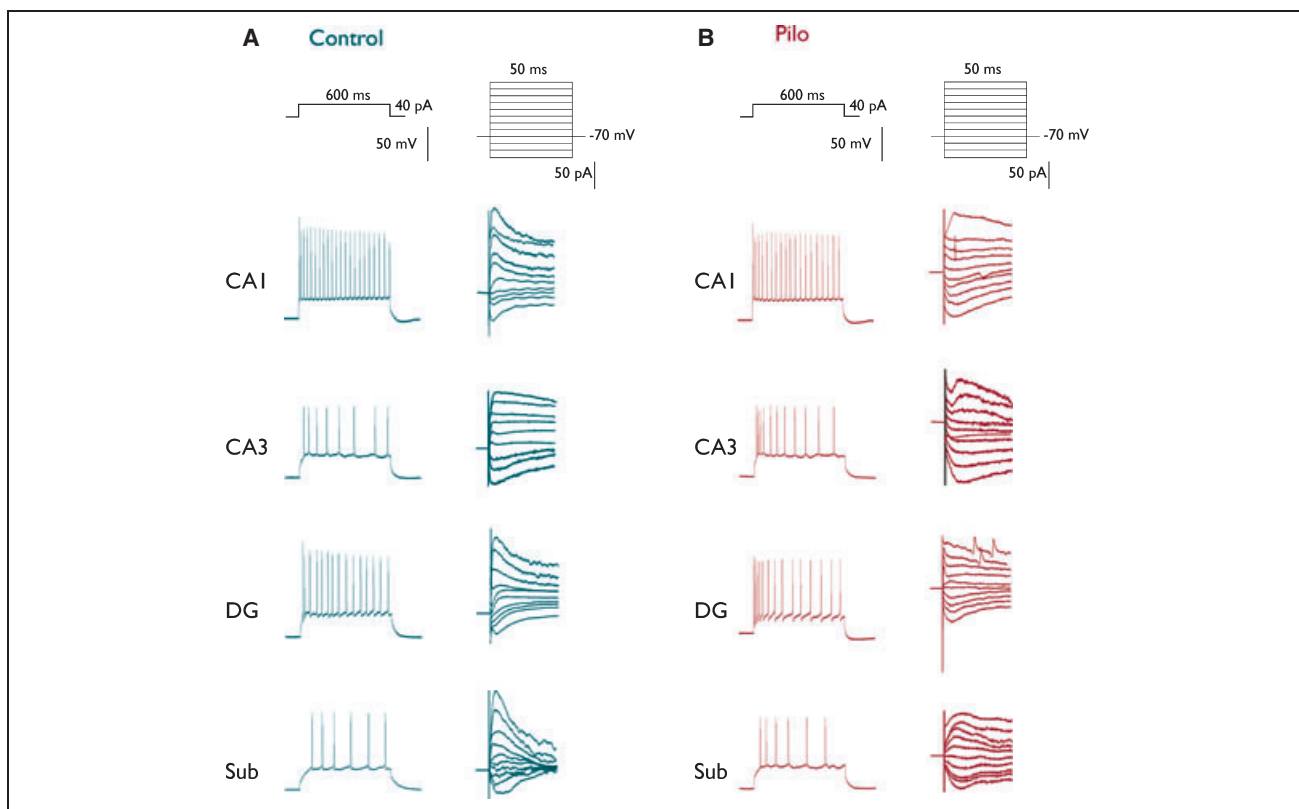 A Control
50 ms
600 ms
40 pA
-70 mV
50 mV
50 pA
CA1
CA3
DG
Sub
B Pilo
50 ms
600 ms
40 pA
-70 mV
50 mV
50 pA
CA1
CA3
DG
Sub